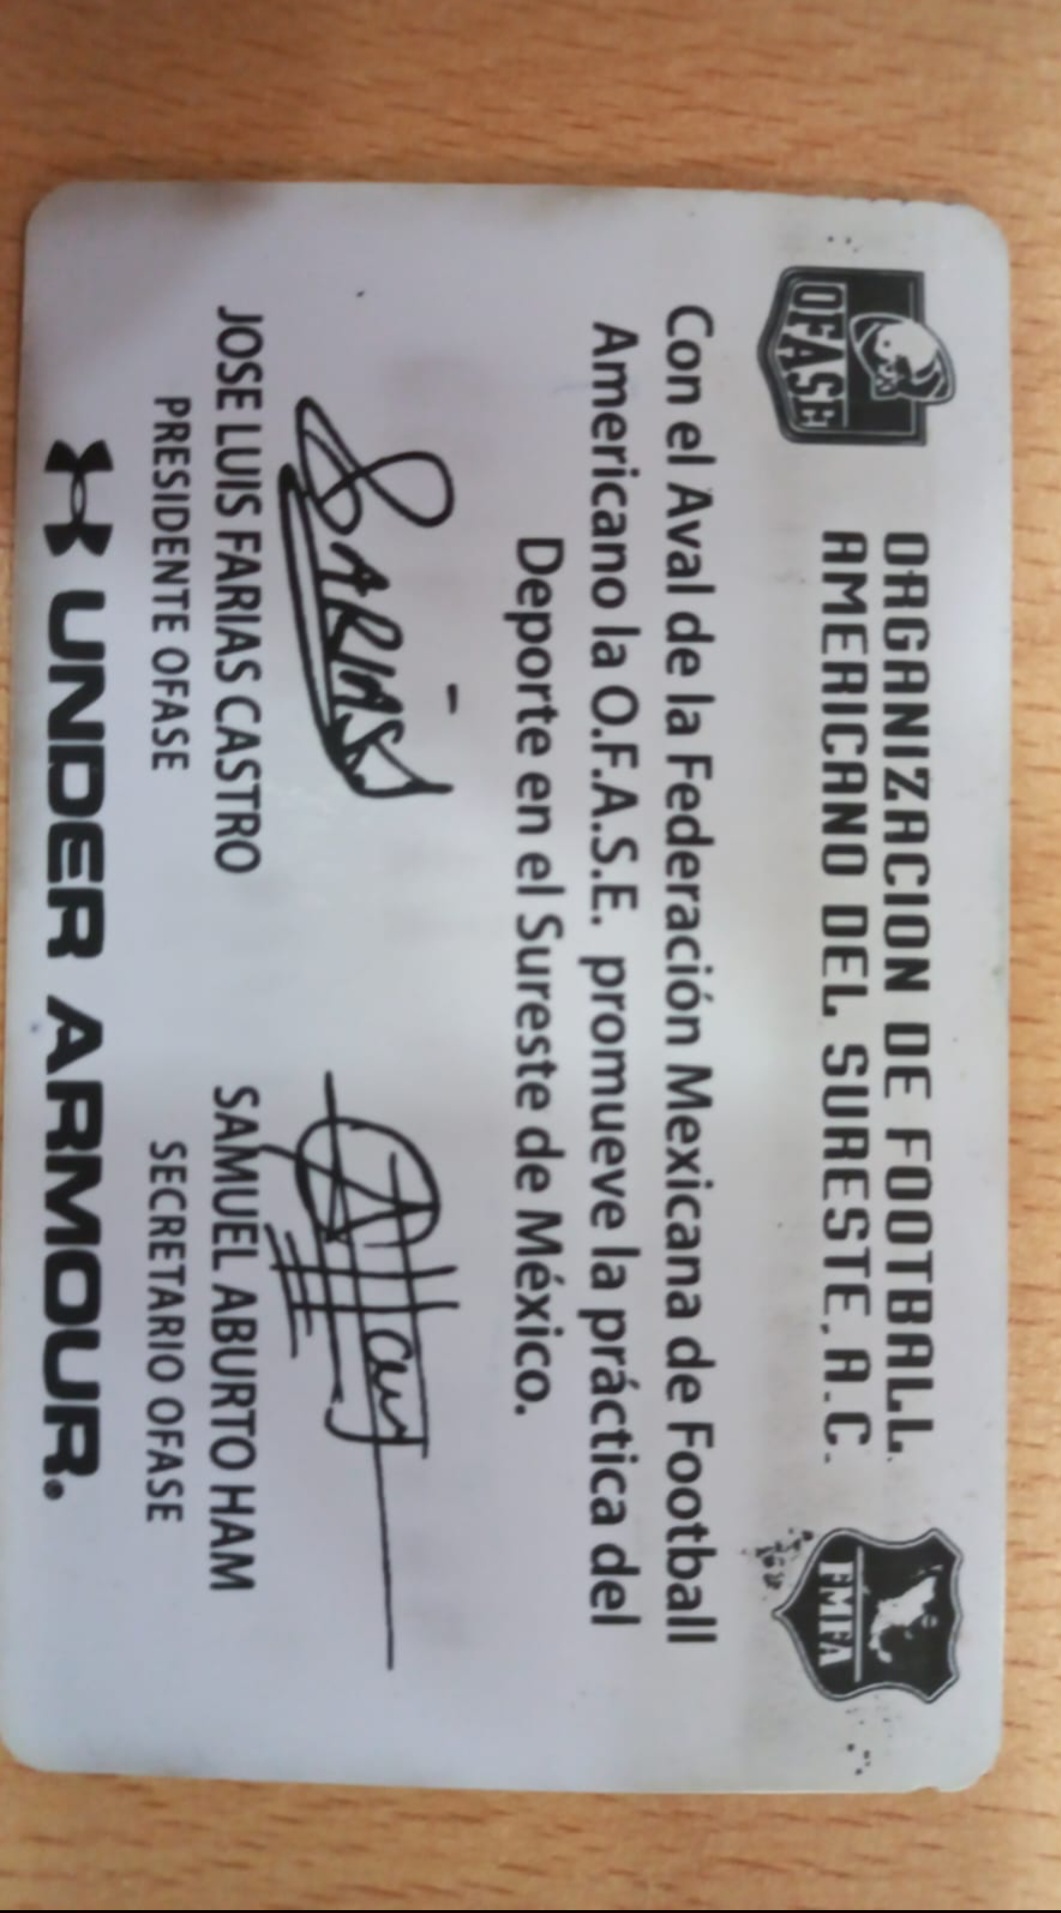 OFASE
ORGANIZACION DE FOOTBALL
AMERICANO DEL SURESTE, A.C.
FMFA
Con el Aval de la Federación Mexicana de Football
Americano la O.F.A.S.E. promueve la práctica del
Deporte en el Sureste de México.
FARIAS
JOSE LUIS FARIAS CASTRO
SAMUEL ABURTO HAM
PRESIDENTE OFASE
SECRETARIO OFASE
UNDER ARMOUR.